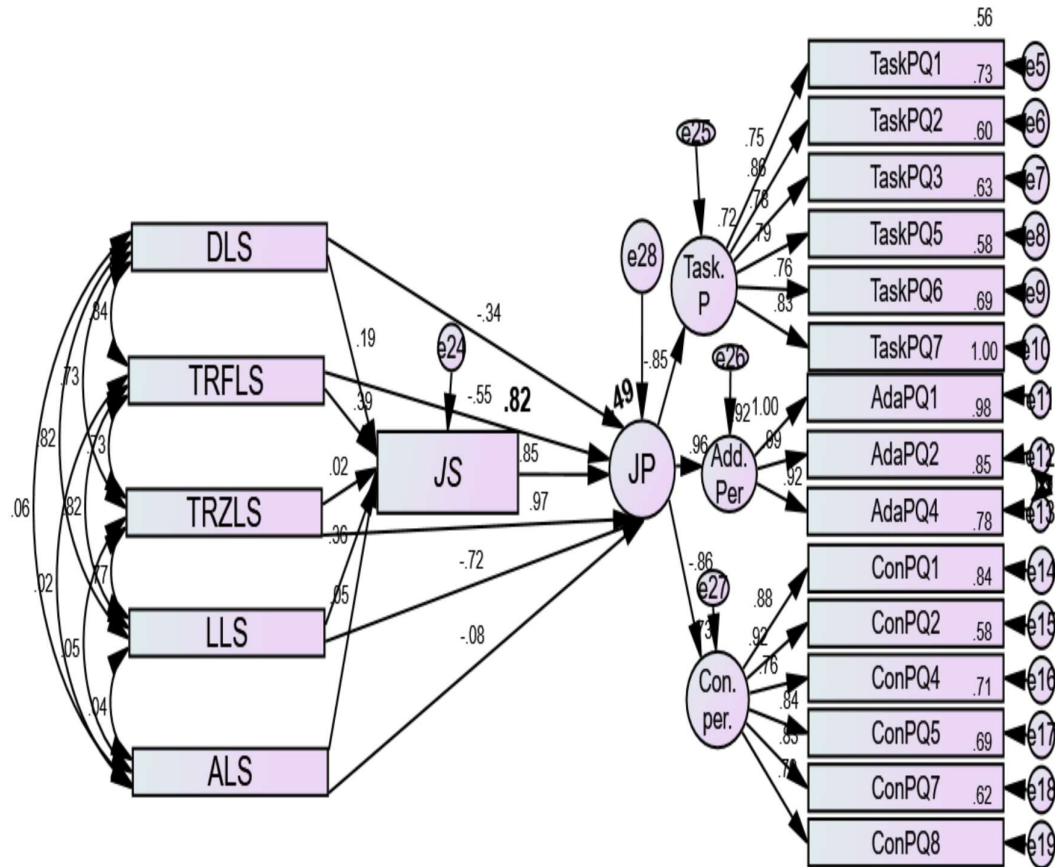 .56
TaskPQ1
.73
e5
TaskPQ2
.60
e6
TaskPQ3
.63
e7
TaskPQ5
.58
e8
TaskPQ6
.69
e9
TaskPQ7
1.00
e10
AdaPQ1
.98
e11
AdaPQ2
.85
e12
AdaPQ4
.78
e13
ConPQ1
.84
e14
ConPQ2
.58
e15
ConPQ4
.71
e16
ConPQ5
.69
e17
ConPQ7
.62
e18
ConPQ8
e19
e25
.75
.86
.78
.72
.79
.76
.83
Task.
P
e28
-.85
e26
.92
1.00
.99
.96
.92
Add.
Per
-.86
e27
.73
.88
.92
.76
.84
.83
Con.
per.
DLS
TRFLS
TRZLS
LLS
ALS
-.34
.19
e24
-.55
.82
.49
.39
.02
JS
.85
.97
JP
.36
-.72
.05
-.08
.84
.73
.82
.73
.06
.82
.77
.02
.05
.04